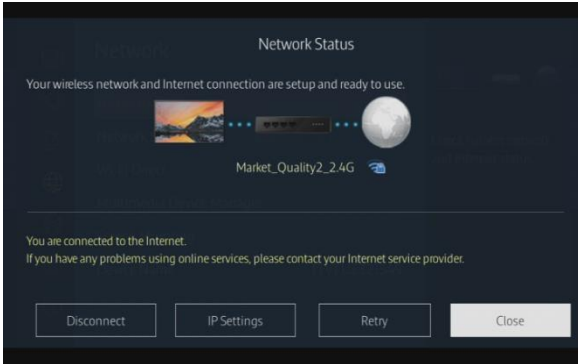 Network Status
Your wireless network and Internet connection are setup and ready to use.
Market_Quality2_2.4G
You are connected to the Internet.
If you have any problems using online services, please contact your Internet service provider.
Disconnect
IP Settings
Retry
Close